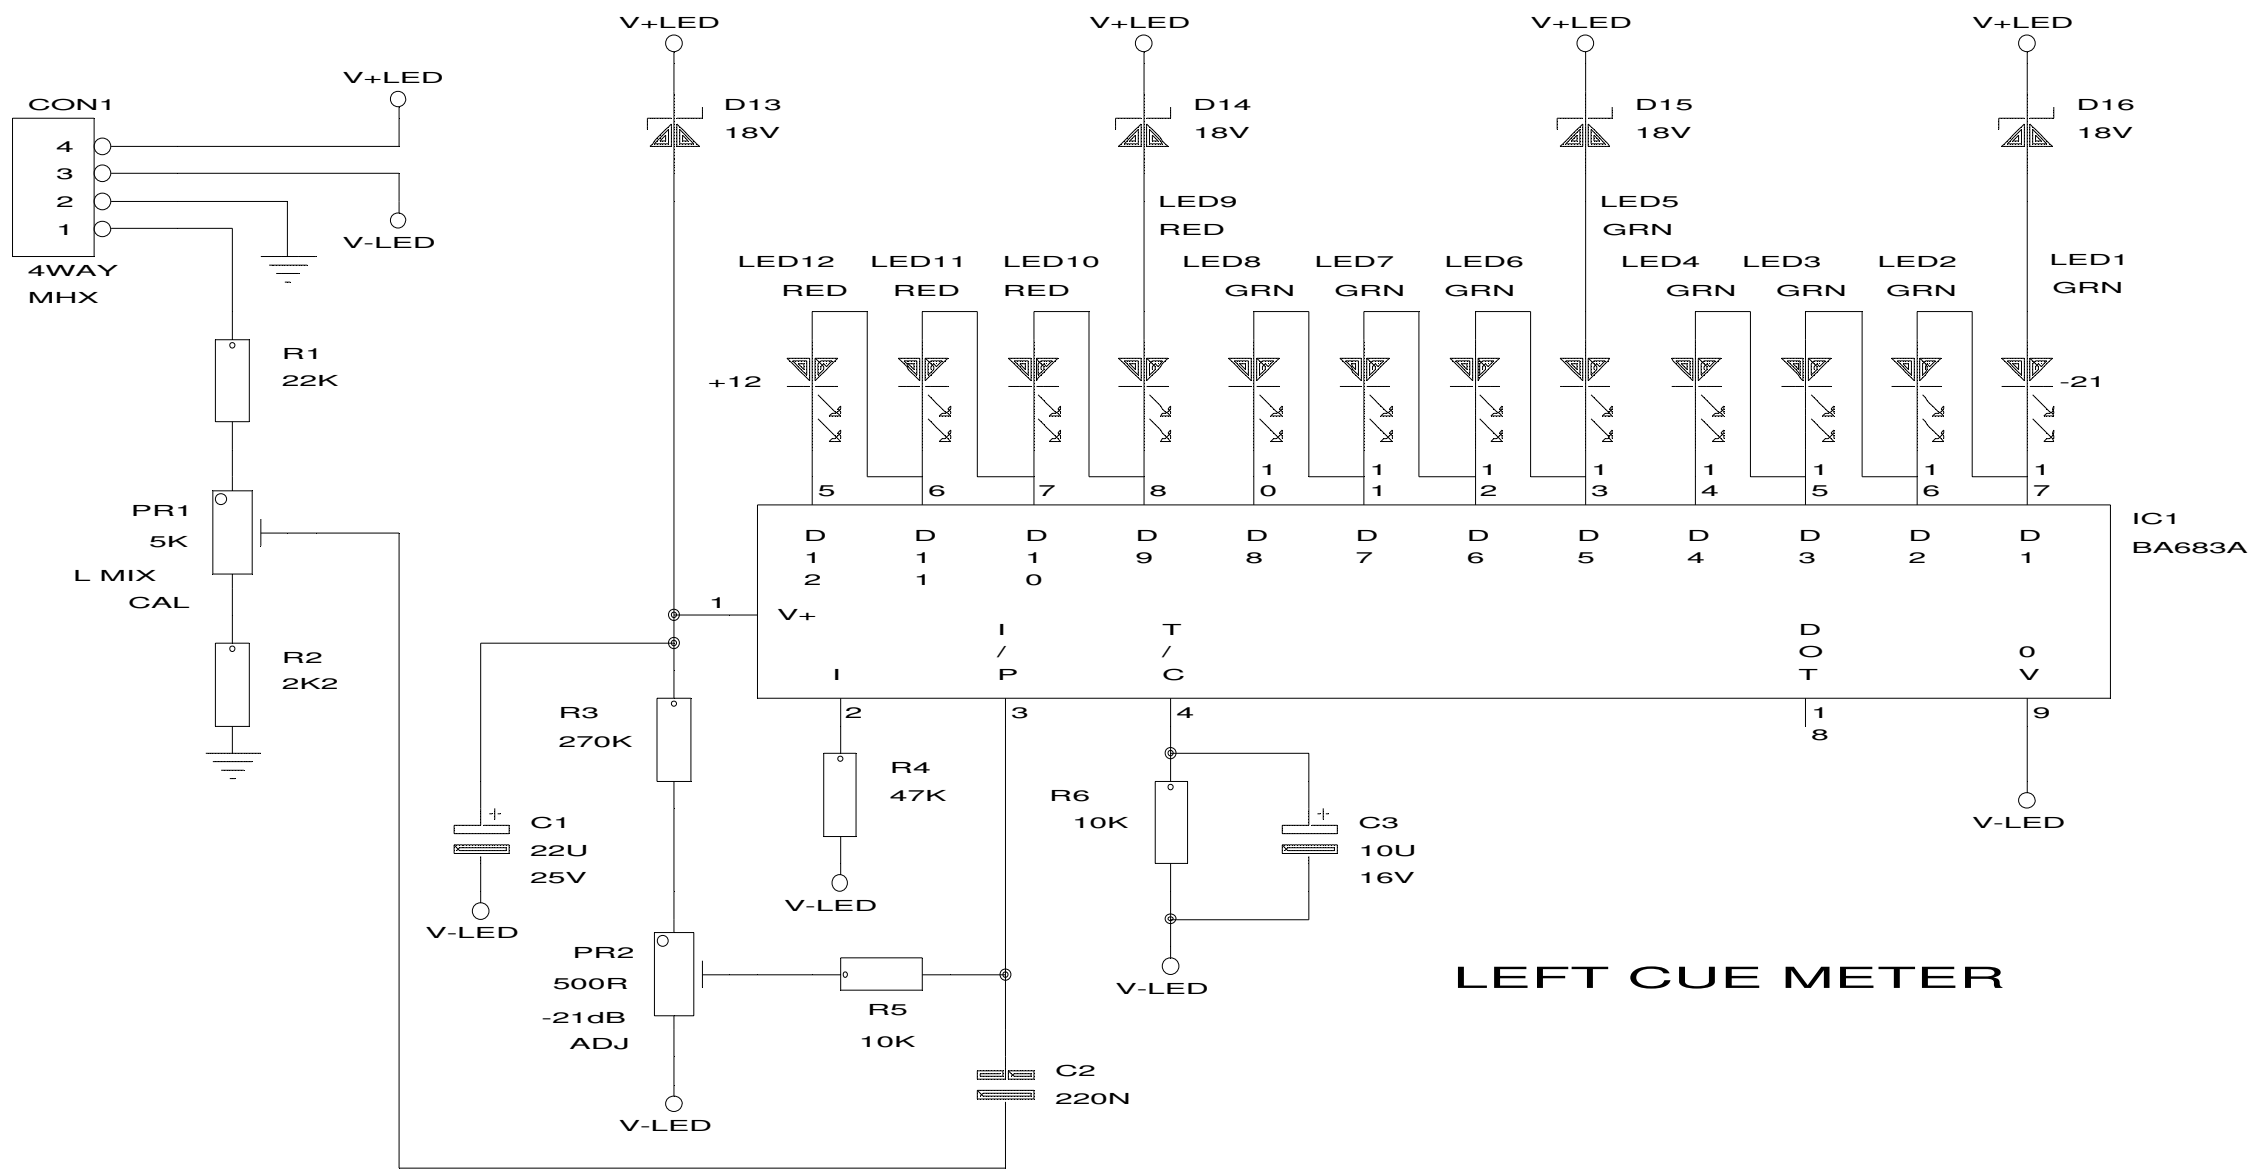 V+LED
V+LED
V+LED
V+LED
V+LED
CON1
4
3
2
1
4WAY
MHX
V-LED
D13
18V
D14
18V
D15
18V
D16
18V
LED9
RED
LED5
GRN
LED12
RED
LED11
RED
LED10
RED
LED8
GRN
LED7
GRN
LED6
GRN
LED4
GRN
LED3
GRN
LED2
GRN
LED1
GRN
R1
22K
+12
-21
5
6
7
8
10
11
12
13
14
15
16
17
PR1
5K
L MIX
CAL
IC1
BA683A
D12
D11
D10
D9
D8
D7
D6
D5
D4
D3
D2
D1
1
V+
I
I/P
T/C
DOT
0V
R2
2K2
2
3
4
18
9
R3
270K
R4
47K
R6
10K
C1
22U
25V
+
C3
10U
16V
+
V-LED
V-LED
V-LED
PR2
500R
-21dB
ADJ
R5
10K
V-LED
LEFT CUE METER
C2
220N
V-LED